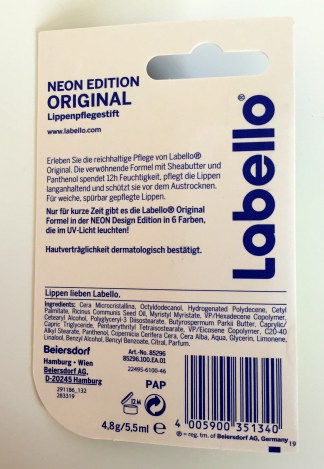 NEON EDITION
ORIGINAL
Lippenpflegestift
www.labello.com
Labello®
Erleben Sie die reichhaltige Pflege von Labello®
Original. Die verwöhnende Formel mit Sheabutter und
Panthenol spendet 12h Feuchtigkeit, pflegt die Lippen
langanhaltend und schützt sie vor dem Austrocknen.
Für weiche, spürbar gepflegte Lippen.
Nur für kurze Zeit gibt es die Labello® Original
Formel in der NEON Design Edition in 6 Farben,
die im UV-Licht leuchten!
Hautverträglichkeit dermatologisch bestätigt.
Lippen lieben Labello.
Ingredients: Cera Microcristallina, Octyldodecanol, Hydrogenated Polydecene, Cetyl
Palmitate, Ricinus Communis Seed Oil, Myristyl Myristate, VP/Hexadecene Copolymer,
Cetearyl Alcohol, Polyglyceryl-3 Diisostearate, Butyrospermum Parkii Butter, Caprylic/
Capric Triglyceride, Pentaerythrityl Tetraisostearate, VP/Eicosene Copolymer, C20-40
Alkyl Stearate, Panthenol, Copernicia Cerifera Cera, Cera Alba, Aqua, Glycerin, Limonene,
Linalool, Benzyl Alcohol, Benzyl Benzoate, Citral, Parfum.
Beiersdorf
Hamburg • Wien
Beiersdorf AG,
D-20245 Hamburg
291186_132
283319
Art.-No. 85296
85296.100.EA.01
22495-6100-46
PAP
12 M
4,8g/5,5ml ℮
4 005900 351340
® = reg. tm. of Beiersdorf AG, Germany
19